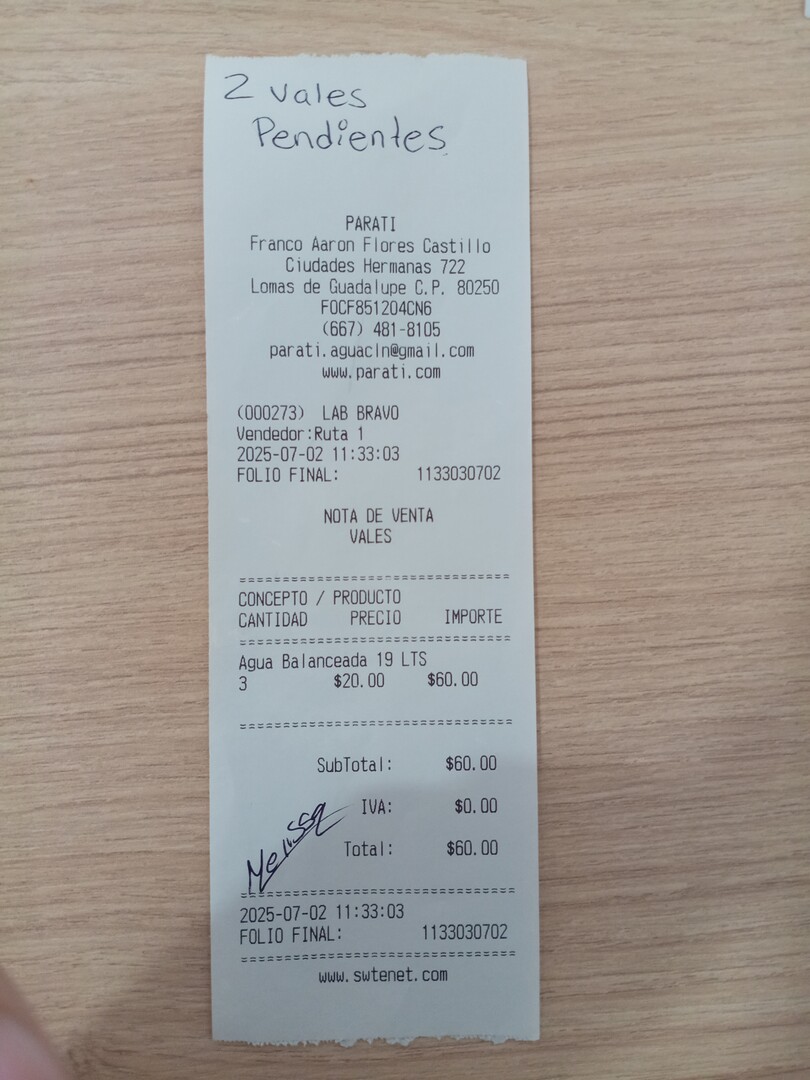 2 vales
Pendientes
PARATI
Franco Aaron Flores Castillo
Ciudades Hermanas 722
Lomas de Guadalupe C.P. 80250
FOCF851204CN6
(667) 481-8105
parati.aguacln@gmail.com
www.parati.com
(000273) LAB BRAVO
Vendedor:Ruta 1
2025-07-02 11:33:03
FOLIO FINAL: 1133030702
NOTA DE VENTA
VALES
================================
CONCEPTO / PRODUCTO
CANTIDAD PRECIO IMPORTE
================================
Agua Balanceada 19 LTS
3 $20.00 $60.00
================================
SubTotal: $60.00
IVA: $0.00
Total: $60.00
Melissa
================================
2025-07-02 11:33:03
FOLIO FINAL: 1133030702
================================
www.swtenet.com